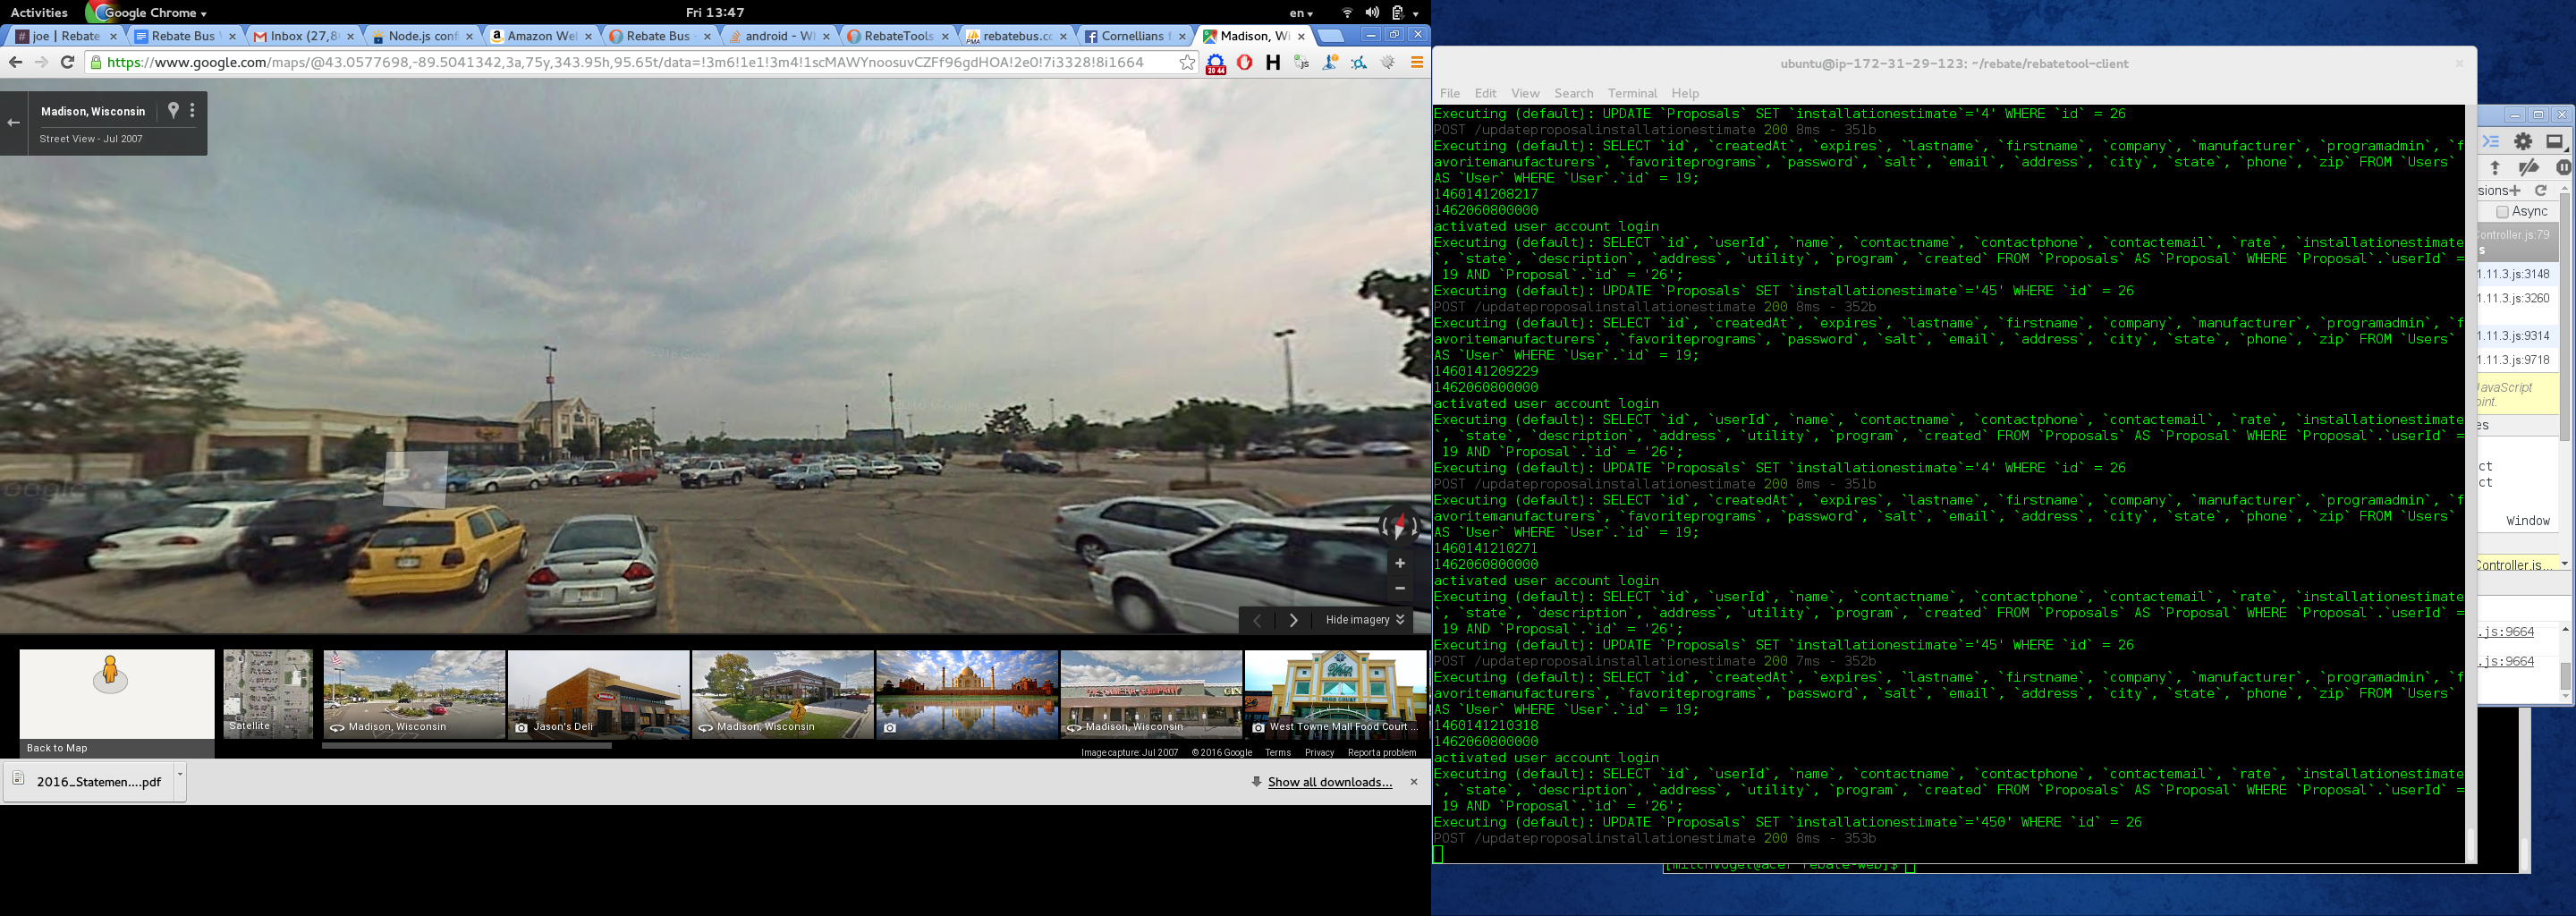 Activities
Google Chrome
Fri 13:47
en
joe | Rebate
Rebate Bus
Inbox (27,8
Node.js conf
Amazon Wel
Rebate Bus
android - W
RebateTools
rebatebus.co
Cornellians f
Madison, Wi
https://www.google.com/maps/@43.0577698,-89.5041342,3a,75y,343.95h,95.65t/data=!3m6!1e1!3m4!1scMAWYnoosuvCZFf96gdHOA!2e0!7i3328!8i1664
20 44
Madison, Wisconsin
Street View - Jul 2007
Hide imagery
Back to Map
Satellite
Madison, Wisconsin
Jason's Deli
Madison, Wisconsin
Madison, Wisconsin
West Towne Mall Food Court ...
Image capture: Jul 2007 © 2016 Google Terms Privacy Report a problem
2016_Statemen....pdf
Show all downloads...
ubuntu@ip-172-31-29-123: ~/rebate/rebatetool-client
File Edit View Search Terminal Help
Executing (default): UPDATE `Proposals` SET `installationestimate`='4' WHERE `id` = 26
POST /updateproposalinstallationestimate 200 8ms - 351b
Executing (default): SELECT `id`, `createdAt`, `expires`, `lastname`, `firstname`, `company`, `manufacturer`, `programadmin`, `f
avoritemanufacturers`, `favoriteprograms`, `password`, `salt`, `email`, `address`, `city`, `state`, `phone`, `zip` FROM `Users`
AS `User` WHERE `User`.`id` = 19;
1460141208217
1462060800000
activated user account login
Executing (default): SELECT `id`, `userId`, `name`, `contactname`, `contactphone`, `contactemail`, `rate`, `installationestimate
`, `state`, `description`, `address`, `utility`, `program`, `created` FROM `Proposals` AS `Proposal` WHERE `Proposal`.`userId` =
19 AND `Proposal`.`id` = '26';
Executing (default): UPDATE `Proposals` SET `installationestimate`='45' WHERE `id` = 26
POST /updateproposalinstallationestimate 200 8ms - 352b
Executing (default): SELECT `id`, `createdAt`, `expires`, `lastname`, `firstname`, `company`, `manufacturer`, `programadmin`, `f
avoritemanufacturers`, `favoriteprograms`, `password`, `salt`, `email`, `address`, `city`, `state`, `phone`, `zip` FROM `Users`
AS `User` WHERE `User`.`id` = 19;
1460141209229
1462060800000
activated user account login
Executing (default): SELECT `id`, `userId`, `name`, `contactname`, `contactphone`, `contactemail`, `rate`, `installationestimate
`, `state`, `description`, `address`, `utility`, `program`, `created` FROM `Proposals` AS `Proposal` WHERE `Proposal`.`userId` =
19 AND `Proposal`.`id` = '26';
Executing (default): UPDATE `Proposals` SET `installationestimate`='4' WHERE `id` = 26
POST /updateproposalinstallationestimate 200 8ms - 351b
Executing (default): SELECT `id`, `createdAt`, `expires`, `lastname`, `firstname`, `company`, `manufacturer`, `programadmin`, `f
avoritemanufacturers`, `favoriteprograms`, `password`, `salt`, `email`, `address`, `city`, `state`, `phone`, `zip` FROM `Users`
AS `User` WHERE `User`.`id` = 19;
1460141210271
1462060800000
activated user account login
Executing (default): SELECT `id`, `userId`, `name`, `contactname`, `contactphone`, `contactemail`, `rate`, `installationestimate
`, `state`, `description`, `address`, `utility`, `program`, `created` FROM `Proposals` AS `Proposal` WHERE `Proposal`.`userId` =
19 AND `Proposal`.`id` = '26';
Executing (default): UPDATE `Proposals` SET `installationestimate`='45' WHERE `id` = 26
POST /updateproposalinstallationestimate 200 7ms - 352b
Executing (default): SELECT `id`, `createdAt`, `expires`, `lastname`, `firstname`, `company`, `manufacturer`, `programadmin`, `f
avoritemanufacturers`, `favoriteprograms`, `password`, `salt`, `email`, `address`, `city`, `state`, `phone`, `zip` FROM `Users`
AS `User` WHERE `User`.`id` = 19;
1460141210318
1462060800000
activated user account login
Executing (default): SELECT `id`, `userId`, `name`, `contactname`, `contactphone`, `contactemail`, `rate`, `installationestimate
`, `state`, `description`, `address`, `utility`, `program`, `created` FROM `Proposals` AS `Proposal` WHERE `Proposal`.`userId` =
19 AND `Proposal`.`id` = '26';
Executing (default): UPDATE `Proposals` SET `installationestimate`='450' WHERE `id` = 26
POST /updateproposalinstallationestimate 200 8ms - 353b
[mitchvogel@acer rebate-web]$
sions
Async
Controller.js:79
s
1.11.3.js:3148
1.11.3.js:3260
1.11.3.js:9314
1.11.3.js:9718
JavaScript
oint.
es
ct
ct
Window
Controller.js...
.js:9664
.js:9664